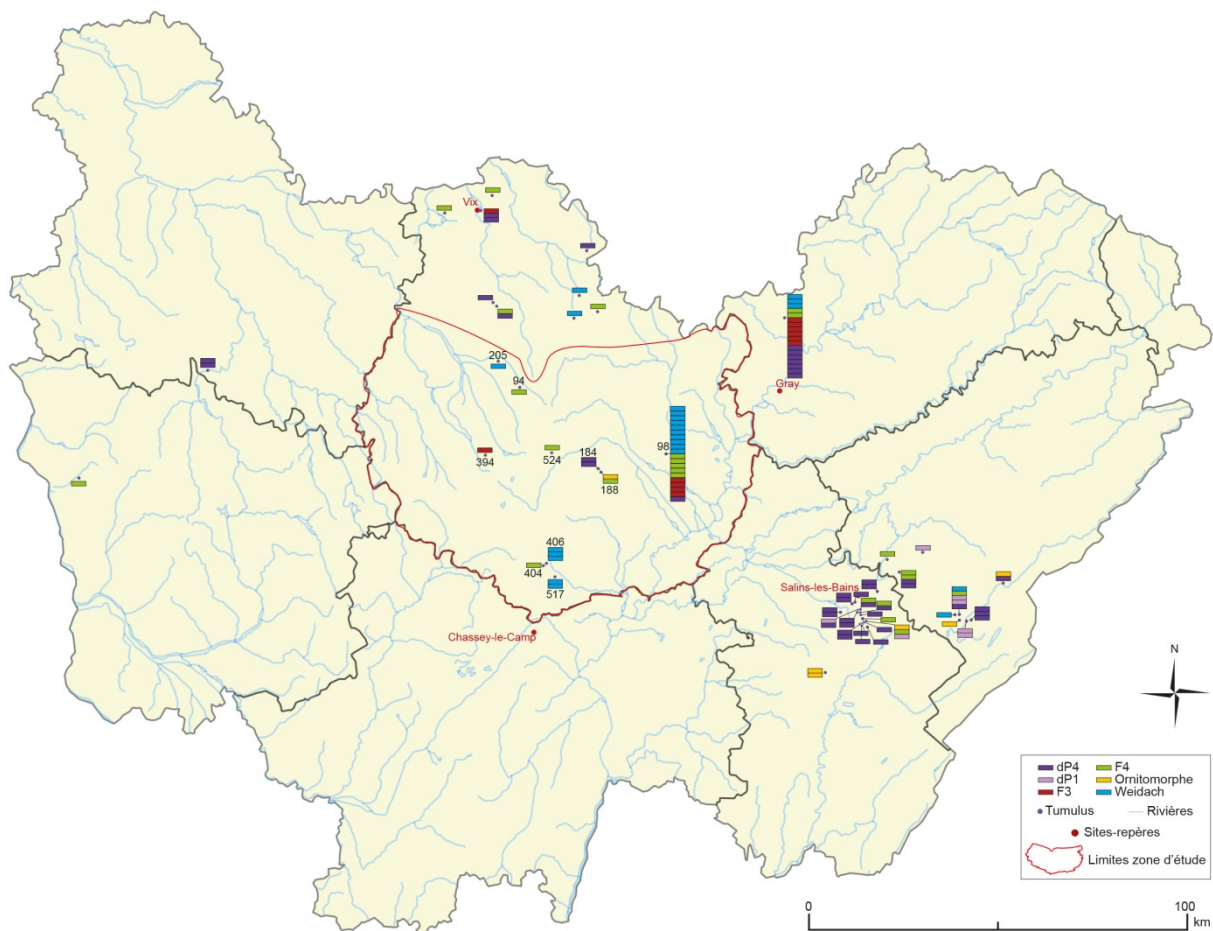 Vix
205
94
Gray
98
394
524
184
188
406
404
517
Salins-les-Bains
Chassey-le-Camp
N
dP4
F4
dP1
Ornitomorphe
F3
Weidach
Tumulus
Rivières
Sites-repères
Limites zone d'étude
0
100
km